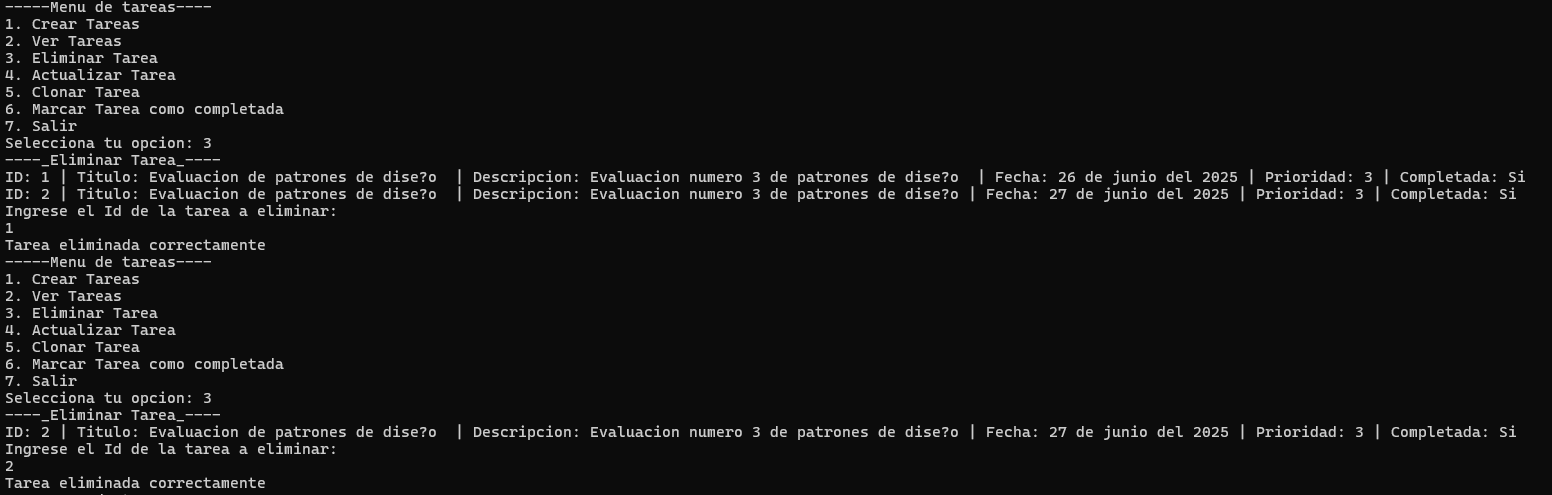 -----Menu de tareas----
1. Crear Tareas
2. Ver Tareas
3. Eliminar Tarea
4. Actualizar Tarea
5. Clonar Tarea
6. Marcar Tarea como completada
7. Salir
Selecciona tu opcion: 3
----_Eliminar Tarea_----
ID: 1 | Titulo: Evaluacion de patrones de dise?o  | Descripcion: Evaluacion numero 3 de patrones de dise?o  | Fecha: 26 de junio del 2025 | Prioridad: 3 | Completada: Si
ID: 2 | Titulo: Evaluacion de patrones de dise?o  | Descripcion: Evaluacion numero 3 de patrones de dise?o | Fecha: 27 de junio del 2025 | Prioridad: 3 | Completada: Si
Ingrese el Id de la tarea a eliminar:
1
Tarea eliminada correctamente
-----Menu de tareas----
1. Crear Tareas
2. Ver Tareas
3. Eliminar Tarea
4. Actualizar Tarea
5. Clonar Tarea
6. Marcar Tarea como completada
7. Salir
Selecciona tu opcion: 3
----_Eliminar Tarea_----
ID: 2 | Titulo: Evaluacion de patrones de dise?o  | Descripcion: Evaluacion numero 3 de patrones de dise?o | Fecha: 27 de junio del 2025 | Prioridad: 3 | Completada: Si
Ingrese el Id de la tarea a eliminar:
2
Tarea eliminada correctamente